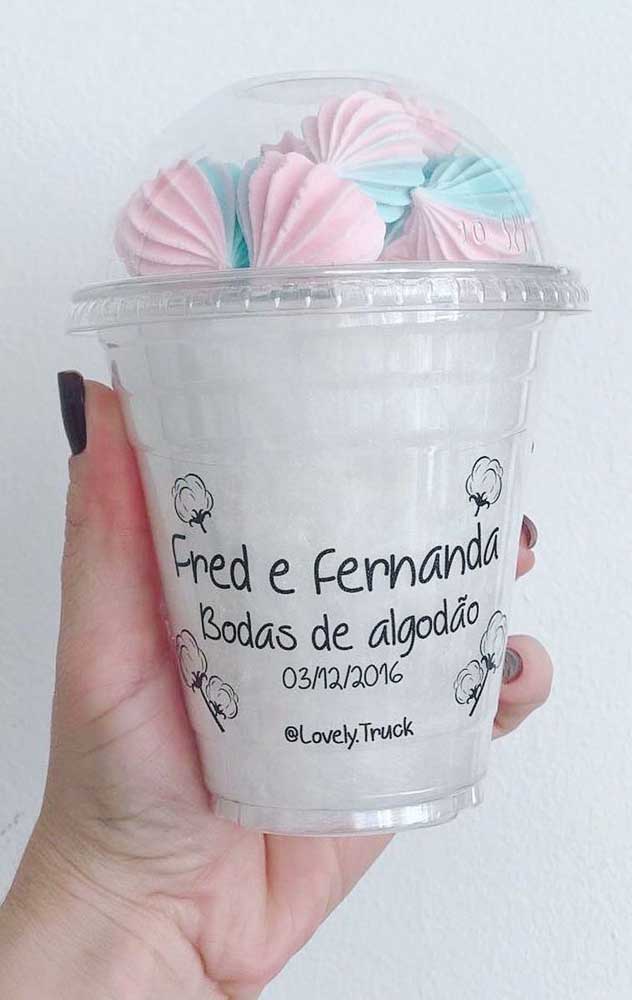 Fred e Fernanda
Bodas de algodão
03/12/2016
@Lovely.Truck